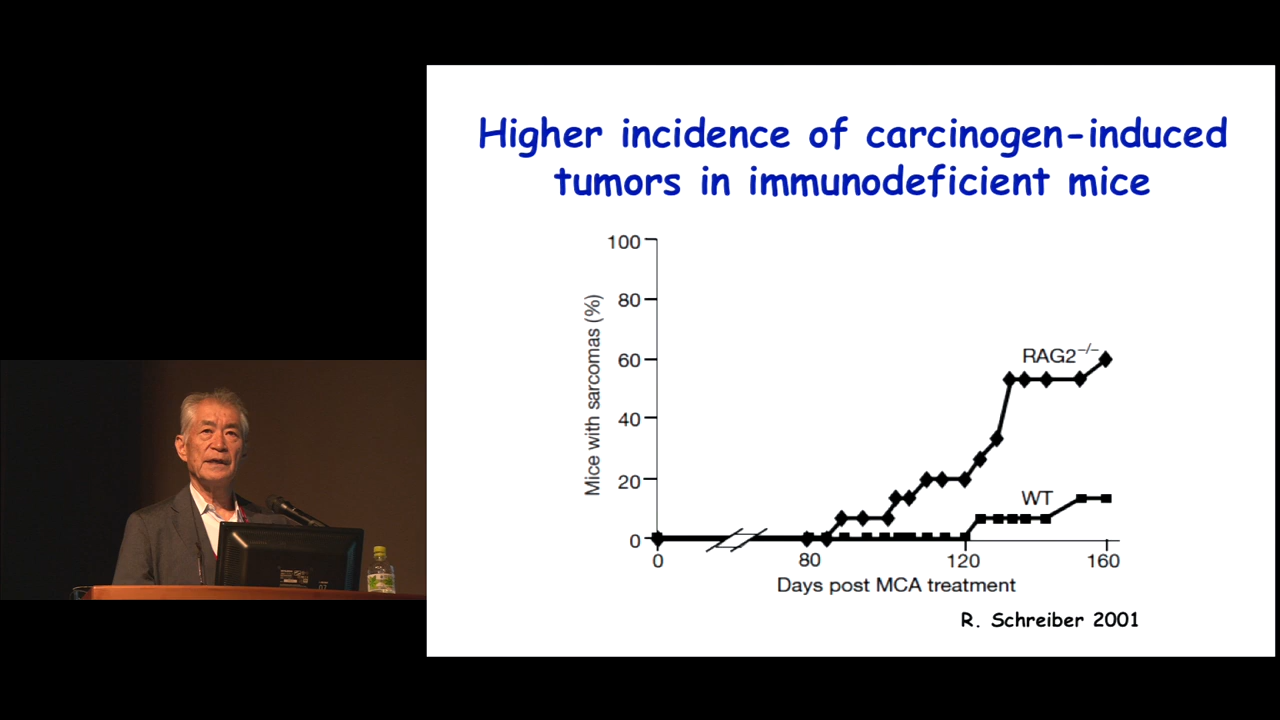 Higher incidence of carcinogen-induced
tumors in immunodeficient mice
100
80
60
40
20
0
Mice with sarcomas (%)
RAG2−/−
WT
0 80 120 160
Days post MCA treatment
R. Schreiber 2001